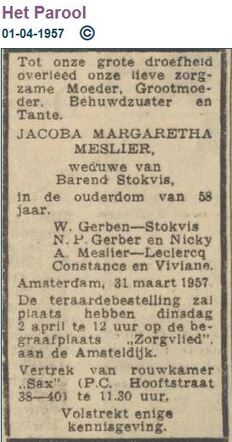 Het Parool
01-04-1957 ©
Tot onze grote droefheid
overleed onze lieve zorg-
zame Moeder, Grootmoe-
der, Behuwdzuster en
Tante.
JACOBA MARGARETHA
MESLIER,
weduwe van
Barend Stokvis,
in de ouderdom van 58
jaar.
W. Gerben—Stokvis
N. P. Gerber en Nicky
A. Meslier—Leclercq
Constance en Viviane.
Amsterdam, 31 maart 1957.
De teraardebestelling zal
plaats hebben dinsdag
2 april te 12 uur op de be-
graafplaats „Zorgvlied”,
aan de Amsteldijk.
Vertrek van rouwkamer
„Sax” (P.C. Hooftstraat
38—40) te 11.30 uur.
Volstrekt enige
kennisgeving.